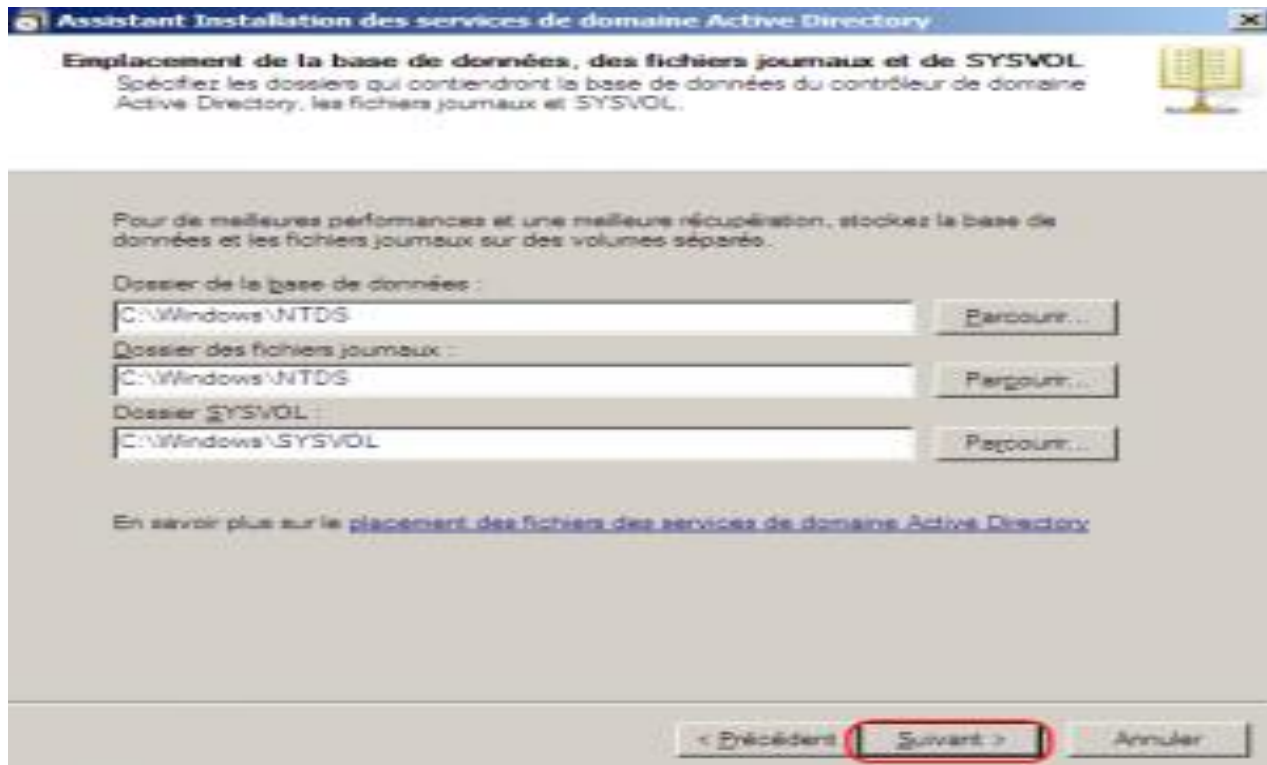 Assistant Installation des services de domaine Active Directory
Emplacement de la base de données, des fichiers journaux et de SYSVOL
Spécifiez les dossiers qui contiendront la base de données du contrôleur de domaine
Active Directory, les fichiers journaux et SYSVOL.
Pour de meilleures performances et une meilleure récupération, stockez la base de
données et les fichiers journaux sur des volumes séparés.
Dossier de la base de données :
C:\Windows\NTDS
Parcourir...
Dossier des fichiers journaux :
C:\Windows\NTDS
Parcourir...
Dossier SYSVOL :
C:\Windows\SYSVOL
Parcourir...
En savoir plus sur le placement des fichiers des services de domaine Active Directory
< Précédent
Suivant >
Annuler